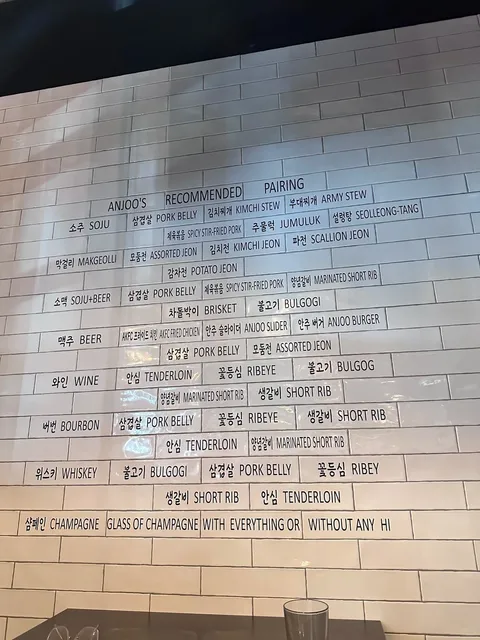 ANJOO'S RECOMMENDED PAIRING
소주 SOJU 삼겹살 PORK BELLY 김치찌개 KIMCHI STEW 부대찌개 ARMY STEW
제육볶음 SPICY STIR-FRIED PORK 주물럭 JUMULUK 설렁탕 SEOLLEONG-TANG
막걸리 MAKGEOLLI 모둠전 ASSORTED JEON 김치전 KIMCHI JEON 파전 SCALLION JEON
감자전 POTATO JEON
소맥 SOJU+BEER 삼겹살 PORK BELLY 제육볶음 SPICY STIR-FRIED PORK 양념갈비 MARINATED SHORT RIB
차돌박이 BRISKET 불고기 BULGOGI
맥주 BEER AKFC 프라이드 치킨 AKFC FRIED CHICKEN 안주 슬라이더 ANJOO SLIDER 안주 버거 ANJOO BURGER
삼겹살 PORK BELLY 모둠전 ASSORTED JEON
와인 WINE 안심 TENDERLOIN 꽃등심 RIBEYE 불고기 BULGOG
양념갈비 MARINATED SHORT RIB 생갈비 SHORT RIB
버번 BOURBON 삼겹살 PORK BELLY 꽃등심 RIBEYE 생갈비 SHORT RIB
안심 TENDERLOIN 양념갈비 MARINATED SHORT RIB
위스키 WHISKEY 불고기 BULGOGI 삼겹살 PORK BELLY 꽃등심 RIBEY
생갈비 SHORT RIB 안심 TENDERLOIN
샴페인 CHAMPAGNE GLASS OF CHAMPAGNE WITH EVERYTHING OR WITHOUT ANY HI